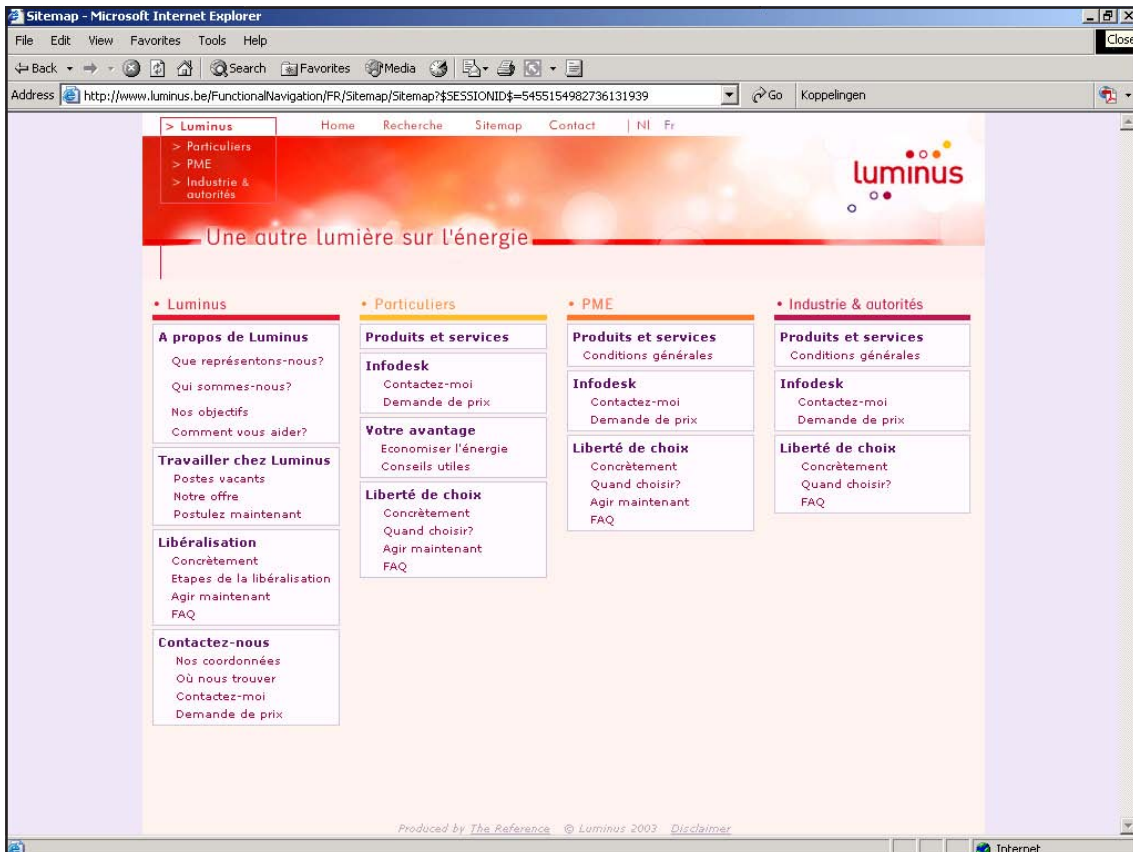 Sitemap - Microsoft Internet Explorer
File Edit View Favorites Tools Help
Close
Back Search Favorites Media
Address http://www.luminus.be/FunctionalNavigation/FR/Sitemap/Sitemap?$SESSIONID$=5455154982736131939 Go Koppelingen
> Luminus Home Recherche Sitemap Contact | Nl Fr
> Particuliers
> PME
> Industrie &
autorités
luminus
Une autre lumière sur l'énergie
• Luminus
A propos de Luminus
Que représentons-nous?
Qui sommes-nous?
Nos objectifs
Comment vous aider?
Travailler chez Luminus
Postes vacants
Notre offre
Postulez maintenant
Libéralisation
Concrètement
Etapes de la libéralisation
Agir maintenant
FAQ
Contactez-nous
Nos coordonnées
Où nous trouver
Contactez-moi
Demande de prix
• Particuliers
Produits et services
Infodesk
Contactez-moi
Demande de prix
Votre avantage
Economiser l'énergie
Conseils utiles
Liberté de choix
Concrètement
Quand choisir?
Agir maintenant
FAQ
• PME
Produits et services
Conditions générales
Infodesk
Contactez-moi
Demande de prix
Liberté de choix
Concrètement
Quand choisir?
Agir maintenant
FAQ
• Industrie & autorités
Produits et services
Conditions générales
Infodesk
Contactez-moi
Demande de prix
Liberté de choix
Concrètement
Quand choisir?
FAQ
Produced by The Reference © Luminus 2003 Disclaimer
Internet